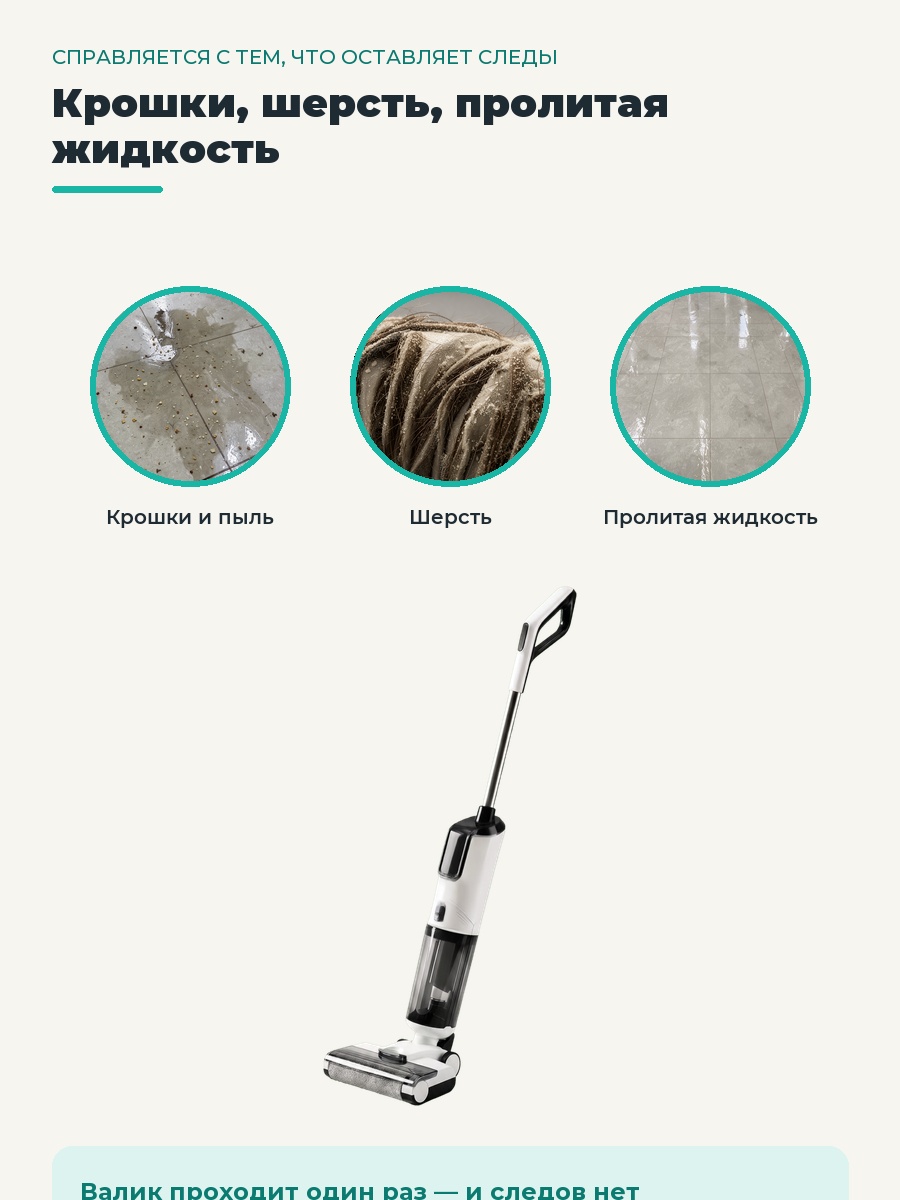 СПРАВЛЯЕТСЯ С ТЕМ, ЧТО ОСТАВЛЯЕТ СЛЕДЫ
Крошки, шерсть, пролитая
жидкость
Крошки и пыль
Шерсть
Пролитая жидкость
Валик проходит один раз — и следов нет